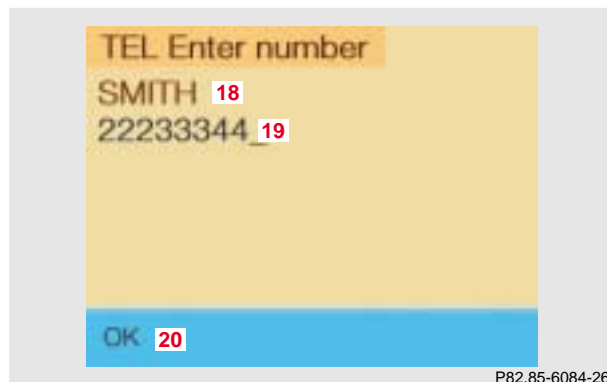 TEL Enter number
SMITH 18
22233344_ 19
OK 20
P82.85-6084-26